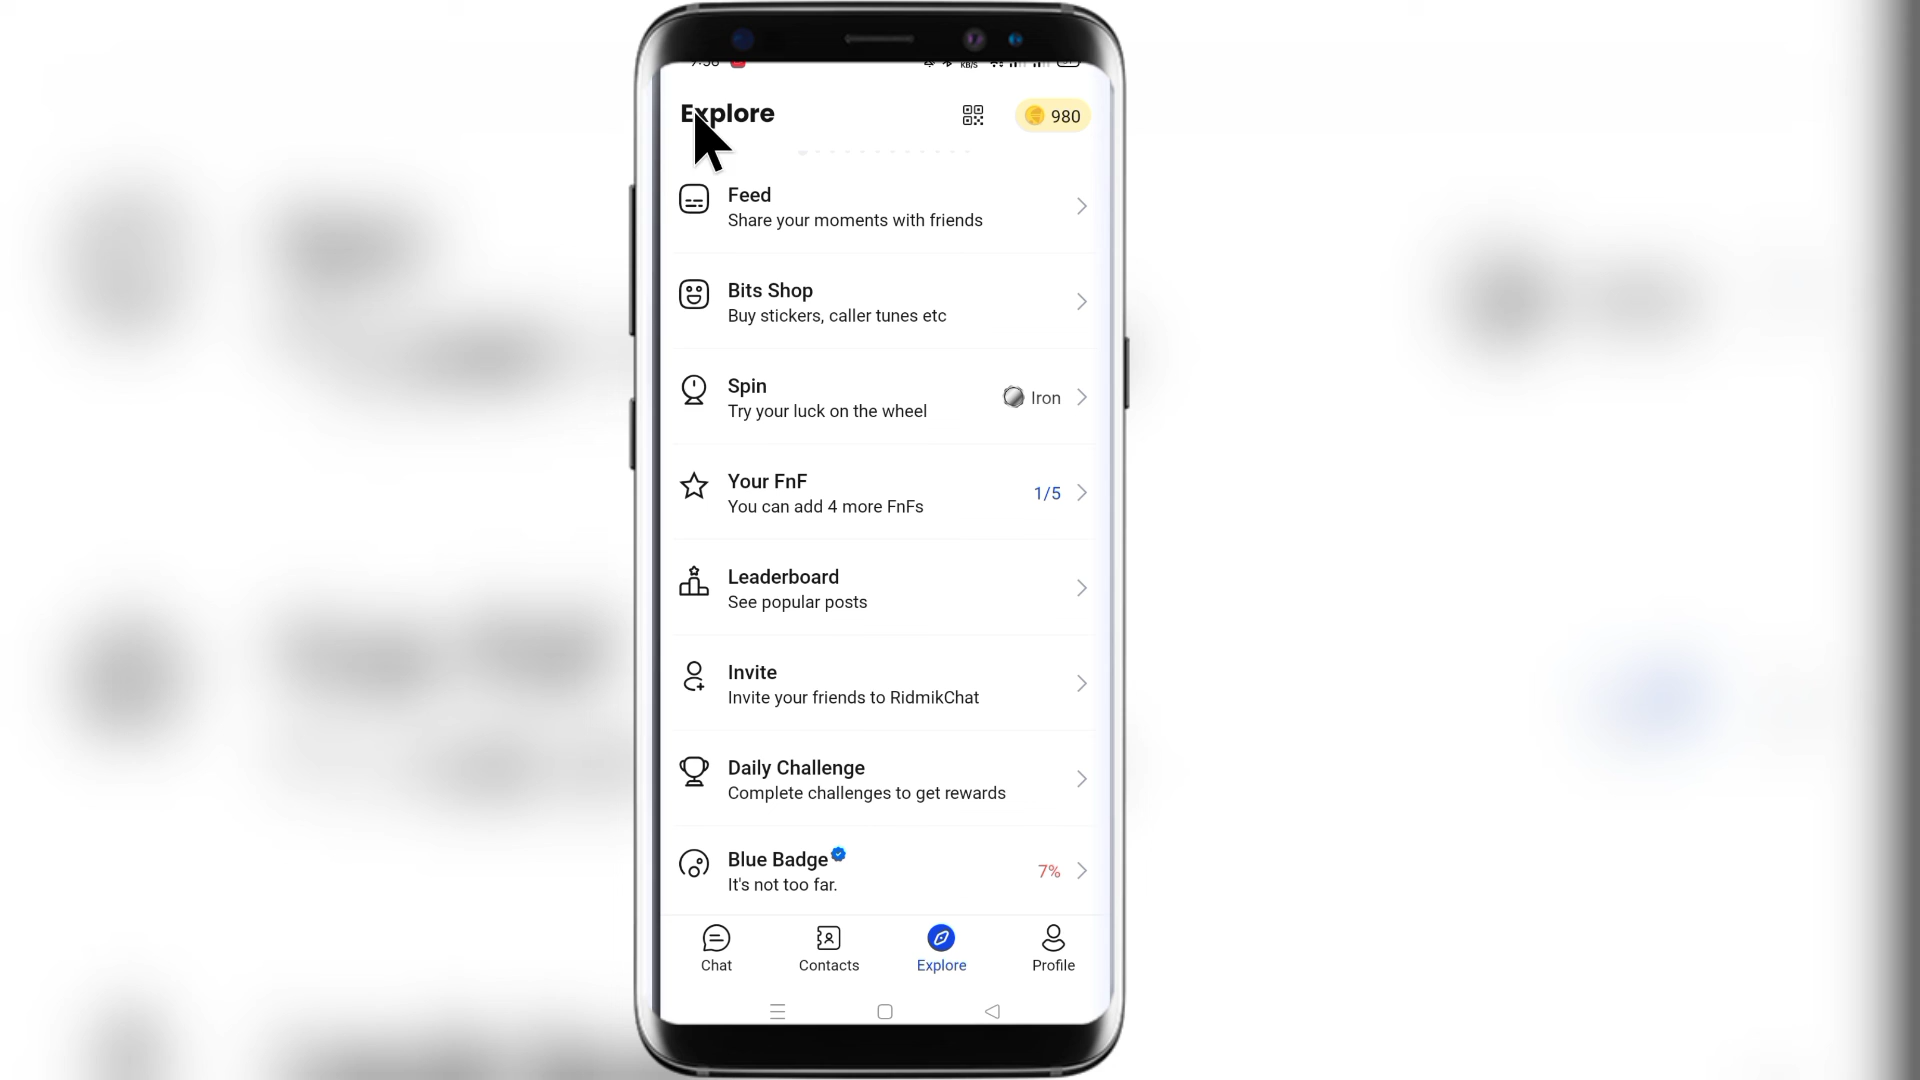 Explore
980
Feed
Share your moments with friends
Bits Shop
Buy stickers, caller tunes etc
Spin
Try your luck on the wheel
Iron
Your FnF
You can add 4 more FnFs
1/5
Leaderboard
See popular posts
Invite
Invite your friends to RidmikChat
Daily Challenge
Complete challenges to get rewards
Blue Badge
It's not too far.
7%
Chat
Contacts
Explore
Profile